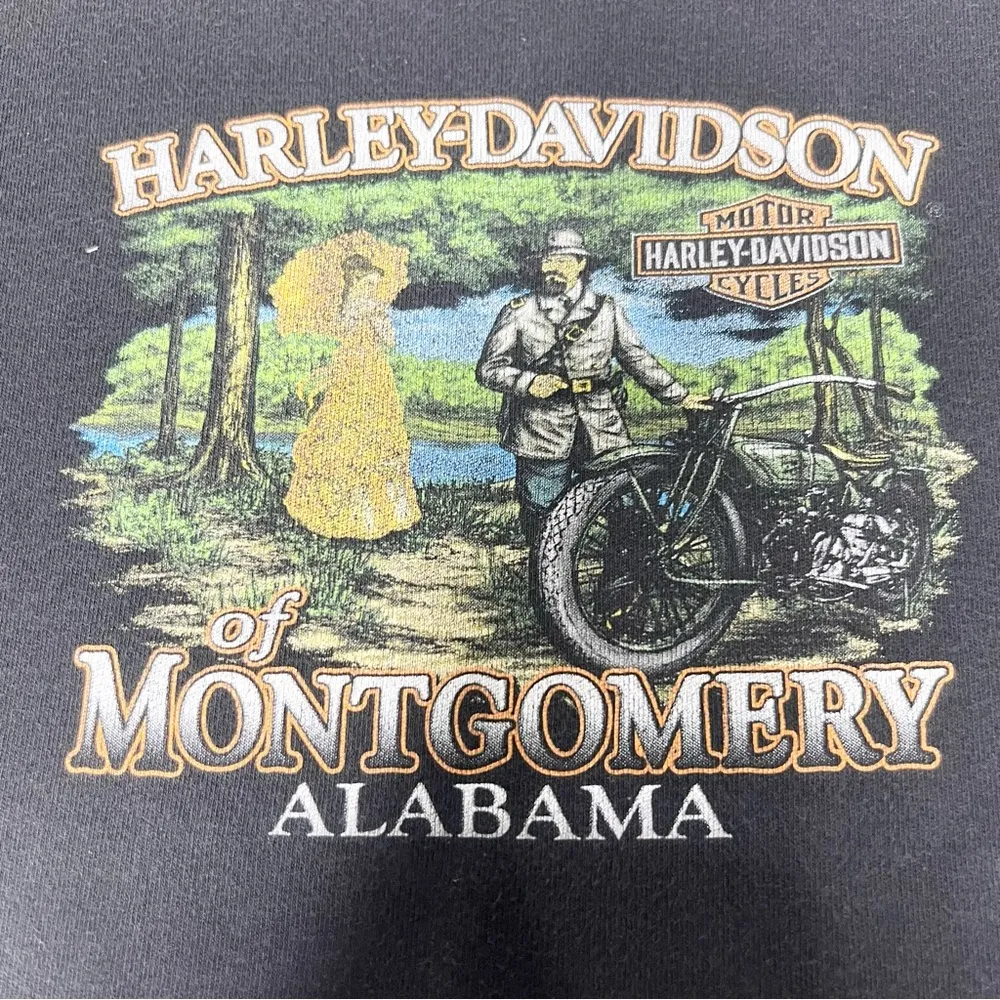 HARLEY-DAVIDSON
®
MOTOR
HARLEY-DAVIDSON
CYCLES
of
MONTGOMERY
ALABAMA